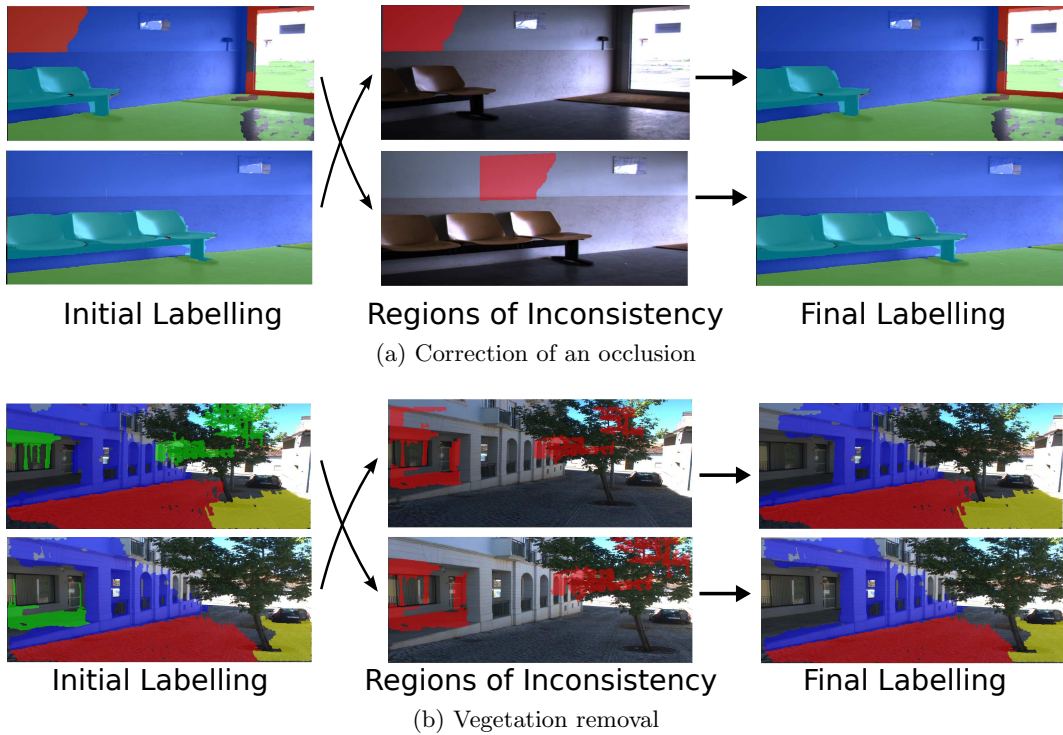 Initial Labelling
Regions of Inconsistency
Final Labelling
(a) Correction of an occlusion
Initial Labelling
Regions of Inconsistency
Final Labelling
(b) Vegetation removal